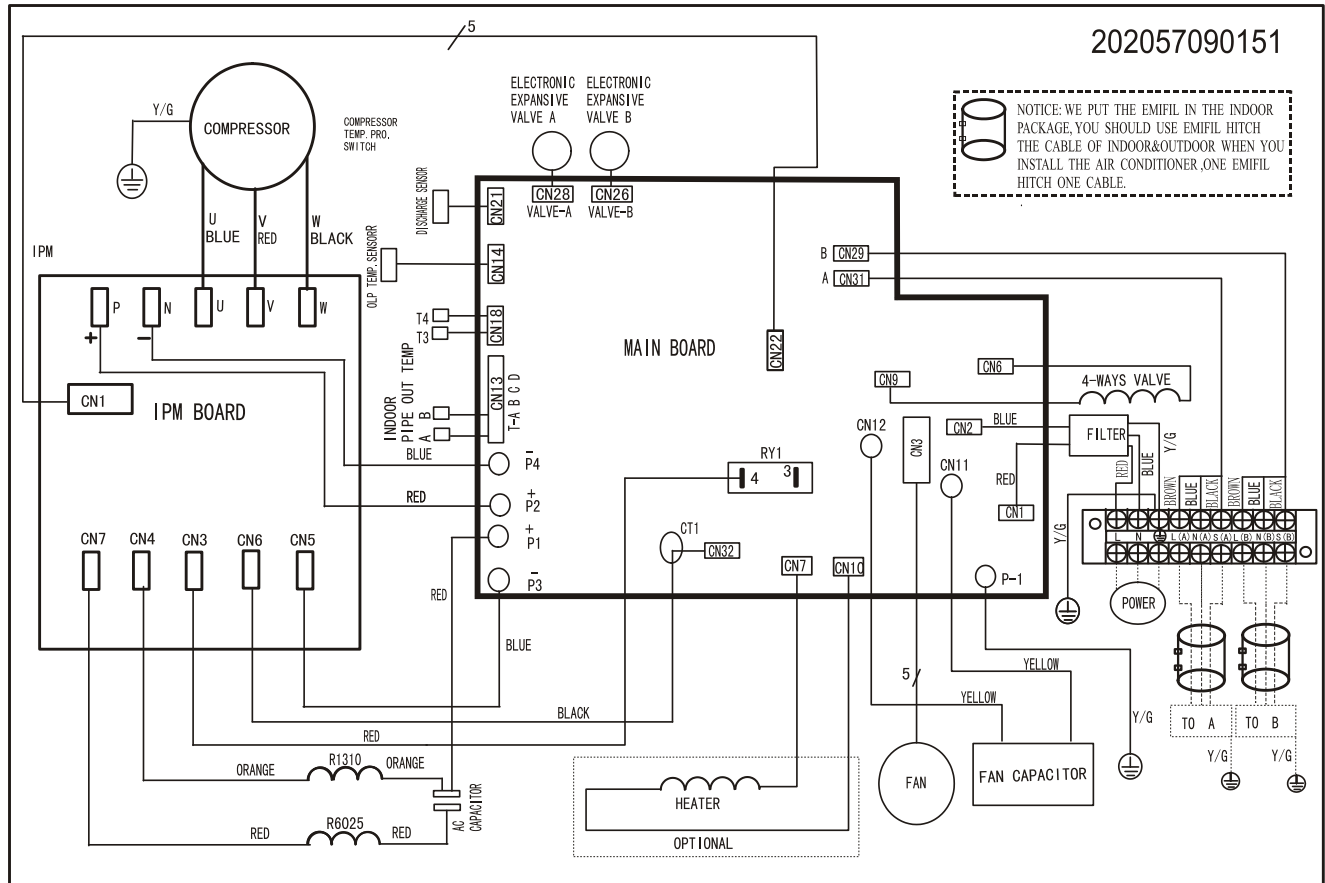 202057090151
5
NOTICE: WE PUT THE EMIFIL IN THE INDOOR
PACKAGE, YOU SHOULD USE EMIFIL HITCH
THE CABLE OF INDOOR&OUTDOOR WHEN YOU
INSTALL THE AIR CONDITIONER ,ONE EMIFIL
HITCH ONE CABLE.
Y/G
COMPRESSOR
COMPRESSOR
TEMP. PRO.
SWITCH
ELECTRONIC
EXPANSIVE
VALVE A
ELECTRONIC
EXPANSIVE
VALVE B
CN28
VALVE-A
CN26
VALVE-B
U
BLUE
V
RED
W
BLACK
DISCHARGE SENSOR
CN21
OLP TEMP. SENSORR
CN14
IPM
P
N
U
V
W
+
-
CN1
IPM BOARD
T4
T3
CN18
INDOOR
PIPE OUT TEMP
A B
CN13
T-A B C D
MAIN BOARD
CN22
B
CN29
A
CN31
CN6
CN9
4-WAYS VALVE
CN12
CN3
CN2
BLUE
FILTER
Y/G
CN11
RED
CN1
RED
BLUE
BROWN
BLUE
BLACK
BROWN
BLUE
BLACK
BLUE
-
P4
RED
+
P2
+
P1
-
P3
RY1
4
3
CT1
CN32
CN7
CN10
P-1
Y/G
L
N
L(A)
N(A)
S(A)
L(B)
N(B)
S(B)
POWER
CN7
CN4
CN3
CN6
CN5
RED
BLUE
BLACK
RED
ORANGE
R1310
ORANGE
RED
R6025
RED
AC
CAPACITOR
HEATER
OPTIONAL
5
FAN
YELLOW
YELLOW
FAN CAPACITOR
Y/G
TO A
TO B
Y/G
Y/G